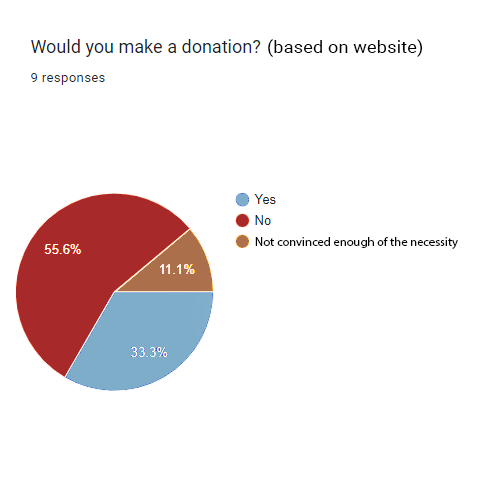 Would you make a donation? (based on website)
9 responses
Yes
No
Not convinced enough of the necessity
55.6%
11.1%
33.3%